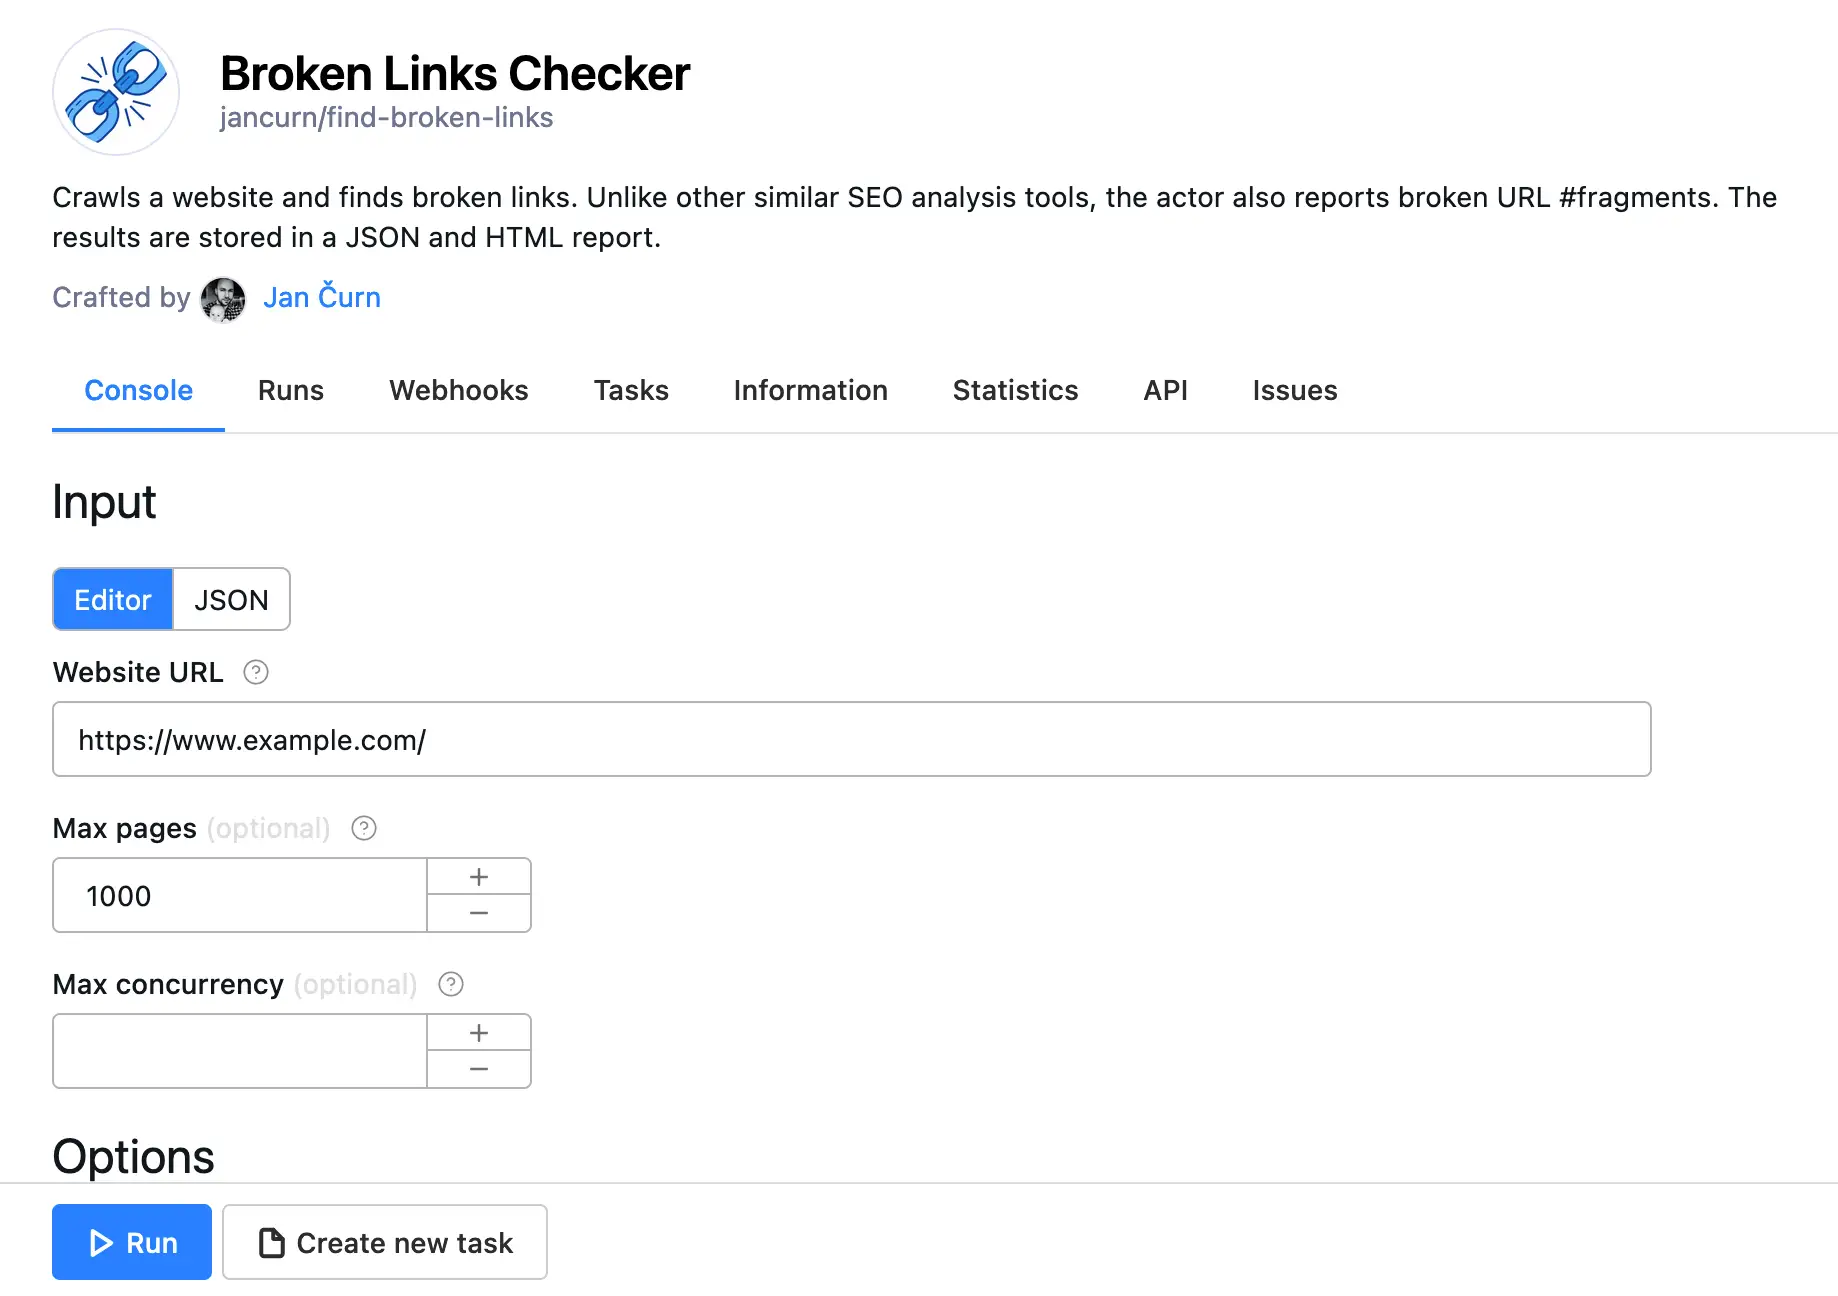 Broken Links Checker
jancurn/find-broken-links
Crawls a website and finds broken links. Unlike other similar SEO analysis tools, the actor also reports broken URL #fragments. The
results are stored in a JSON and HTML report.
Crafted by Jan Čurn
Console Runs Webhooks Tasks Information Statistics API Issues
Input
Editor JSON
Website URL ?
https://www.example.com/
Max pages (optional) ?
1000 + −
Max concurrency (optional) ?
+ −
Options
Run Create new task